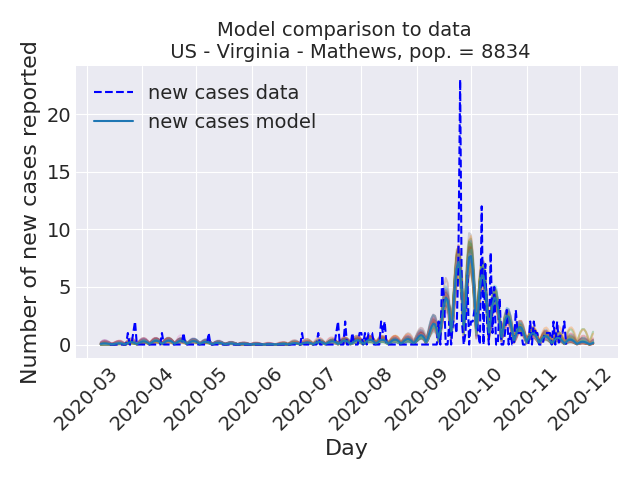 Model comparison to data
US - Virginia - Mathews, pop. = 8834
new cases data
new cases model
Number of new cases reported
20
15
10
5
0
2020-03
2020-04
2020-05
2020-06
2020-07
2020-08
2020-09
2020-10
2020-11
2020-12
Day